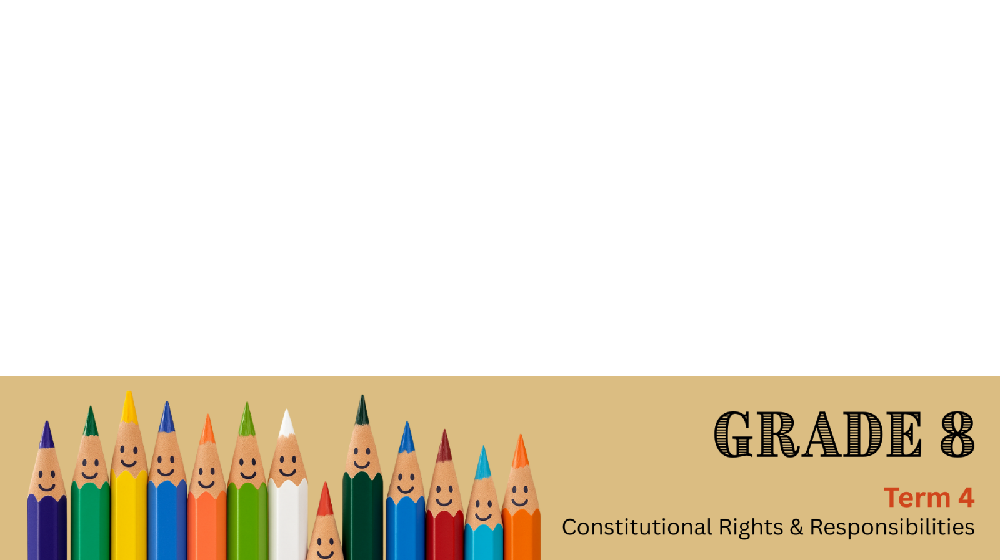 GRADE 8
Term 4
Constitutional Rights & Responsibilities